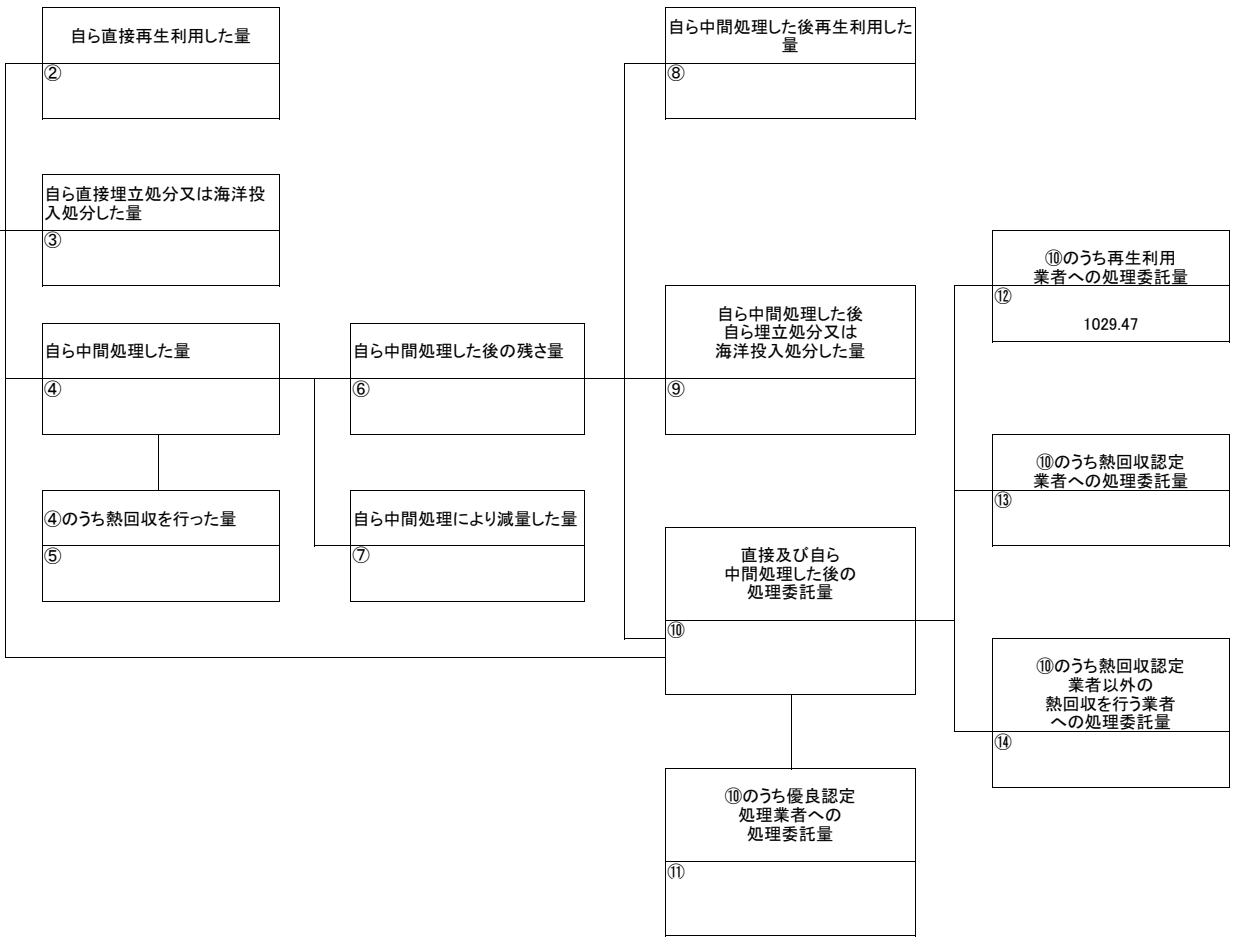 自ら直接再生利用した量
②
自ら中間処理した後再生利用した
量
⑧
自ら直接埋立処分又は海洋投
入処分した量
③
⑩のうち再生利用
業者への処理委託量
⑫
1029.47
自ら中間処理した量
④
自ら中間処理した後の残さ量
⑥
自ら中間処理した後
自ら埋立処分又は
海洋投入処分した量
⑨
⑩のうち熱回収認定
業者への処理委託量
⑬
④のうち熱回収を行った量
⑤
自ら中間処理により減量した量
⑦
直接及び自ら
中間処理した後の
処理委託量
⑩
⑩のうち熱回収認定
業者以外の
熱回収を行う業者
への処理委託量
⑭
⑩のうち優良認定
処理業者への
処理委託量
⑪